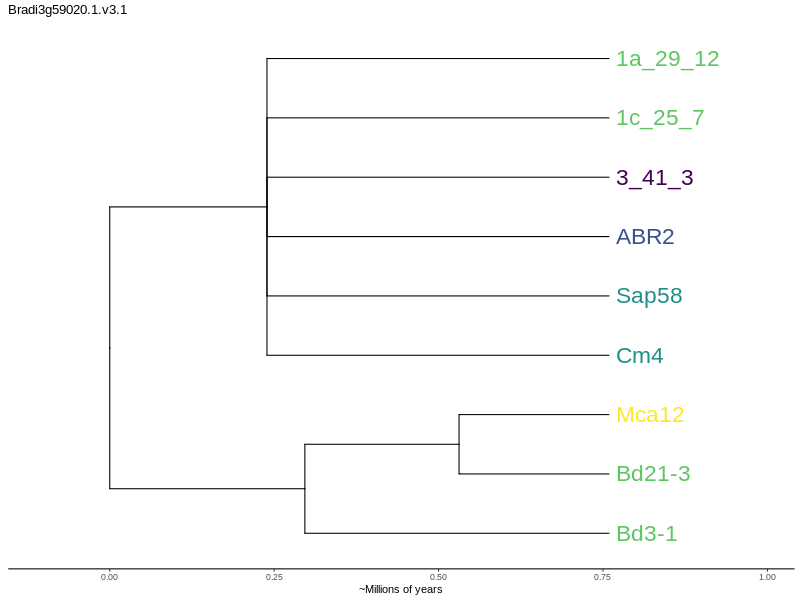 Bradi3g59020.1.v3.1
1a_29_12
1c_25_7
3_41_3
ABR2
Sap58
Cm4
Mca12
Bd21-3
Bd3-1
0.00 0.25 0.50 0.75 1.00
~Millions of years